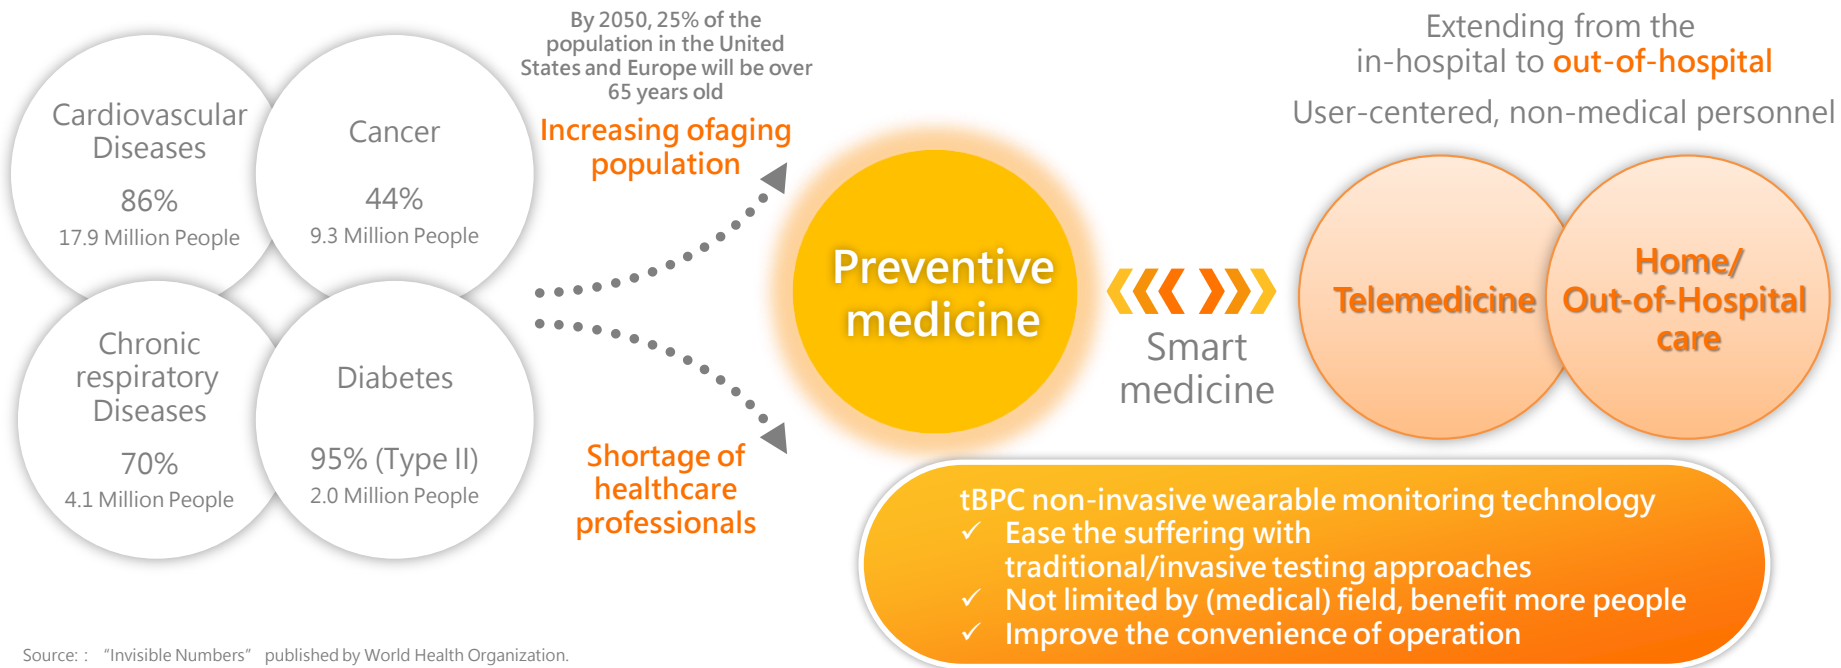 Cardiovascular
Diseases
86%
17.9 Million People
Cancer
44%
9.3 Million People
Chronic
respiratory
Diseases
70%
4.1 Million People
Diabetes
95% (Type II)
2.0 Million People
By 2050, 25% of the
population in the United
States and Europe will be over
65 years old
Increasing ofaging
population
Shortage of
healthcare
professionals
Preventive
medicine
Smart
medicine
Extending from the
in-hospital to out-of-hospital
User-centered, non-medical personnel
Telemedicine
Home/
Out-of-Hospital
care
tBPC non-invasive wearable monitoring technology
✓ Ease the suffering with
traditional/invasive testing approaches
✓ Not limited by (medical) field, benefit more people
✓ Improve the convenience of operation
Source: : “Invisible Numbers” published by World Health Organization.